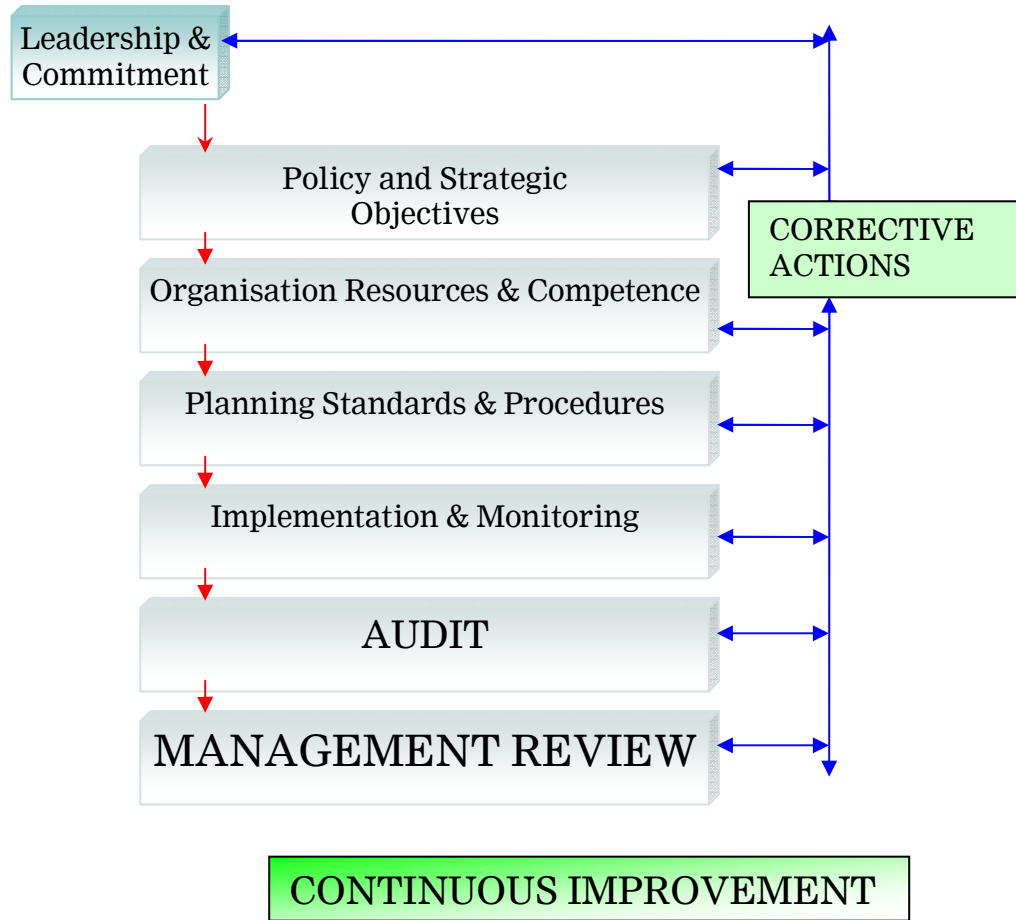 Leadership &
Commitment
Policy and Strategic
Objectives
CORRECTIVE
ACTIONS
Organisation Resources & Competence
Planning Standards & Procedures
Implementation & Monitoring
AUDIT
MANAGEMENT REVIEW
CONTINUOUS IMPROVEMENT